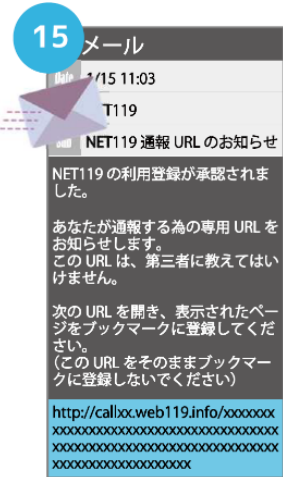 15
メール
Date 1/15 11:03
NET119
Sub NET119 通報 URL のお知らせ
NET119 の利用登録が承認されま
した。
あなたが通報する為の専用 URL を
お知らせします。
この URL は、第三者に教えてはい
けません。
次の URL を開き、表示されたペー
ジをブックマークに登録してくだ
さい。
(この URL をそのままブックマー
クに登録しないでください)
http://callxx.web119.info/xxxxxxx
xxxxxxxxxxxxxxxxxxxxxxxxxxxxxx
xxxxxxxxxxxxxxxxxxxxxxxxxxxxxx
xxxxxxxxxxxxxxxxxx